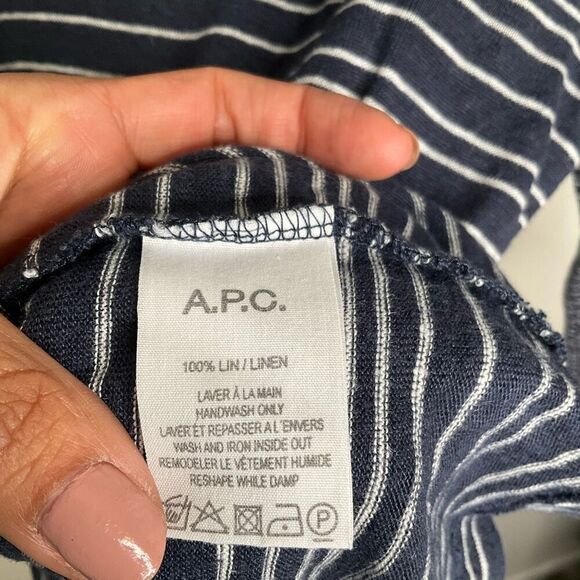 A.P.C.
100% LIN / LINEN
LAVER À LA MAIN
HANDWASH ONLY
LAVER ET REPASSER A L'ENVERS
WASH AND IRON INSIDE OUT
REMODELER LE VÊTEMENT HUMIDE
RESHAPE WHILE DAMP
P